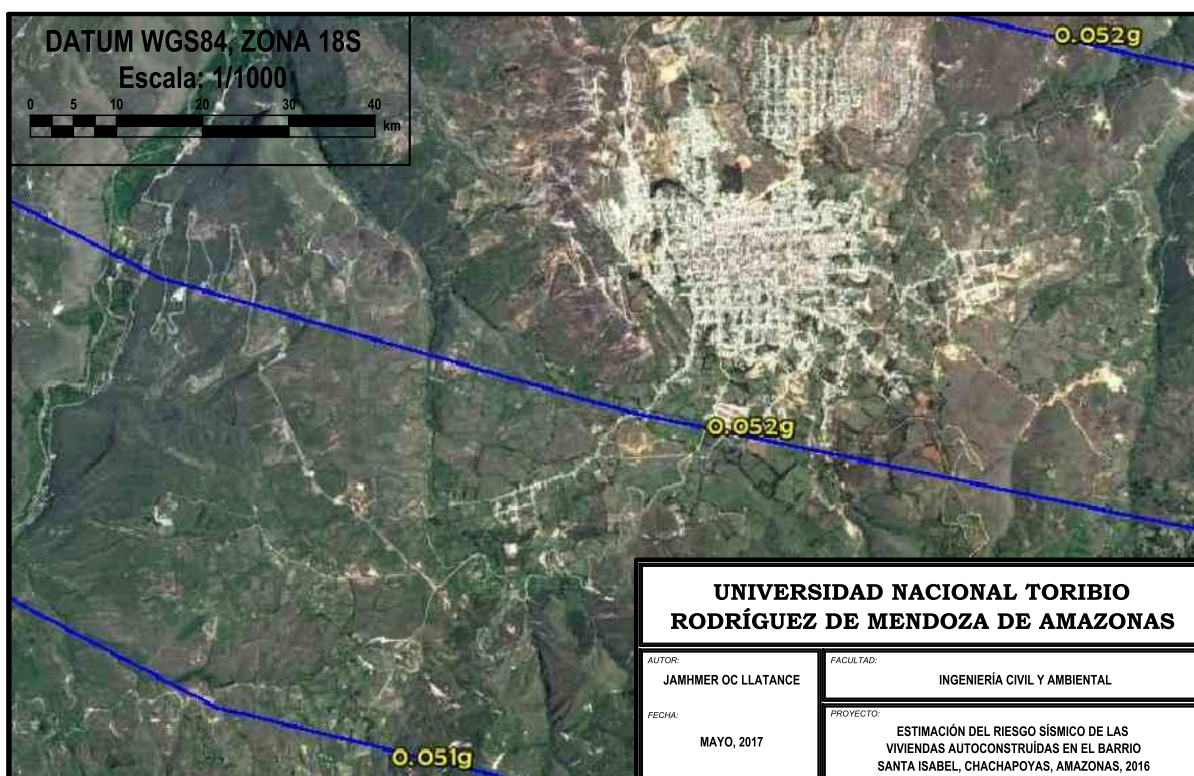 DATUM WGS84, ZONA 18S
Escala: 1/1000
0 5 10 20 30 40
km
0.052g
0.052g
0.051g
UNIVERSIDAD NACIONAL TORIBIO
RODRÍGUEZ DE MENDOZA DE AMAZONAS
AUTOR:
JAMHMER OC LLATANCE
FACULTAD:
INGENIERÍA CIVIL Y AMBIENTAL
FECHA:
MAYO, 2017
PROYECTO:
ESTIMACIÓN DEL RIESGO SÍSMICO DE LAS
VIVIENDAS AUTOCONSTRUÍDAS EN EL BARRIO
SANTA ISABEL, CHACHAPOYAS, AMAZONAS, 2016